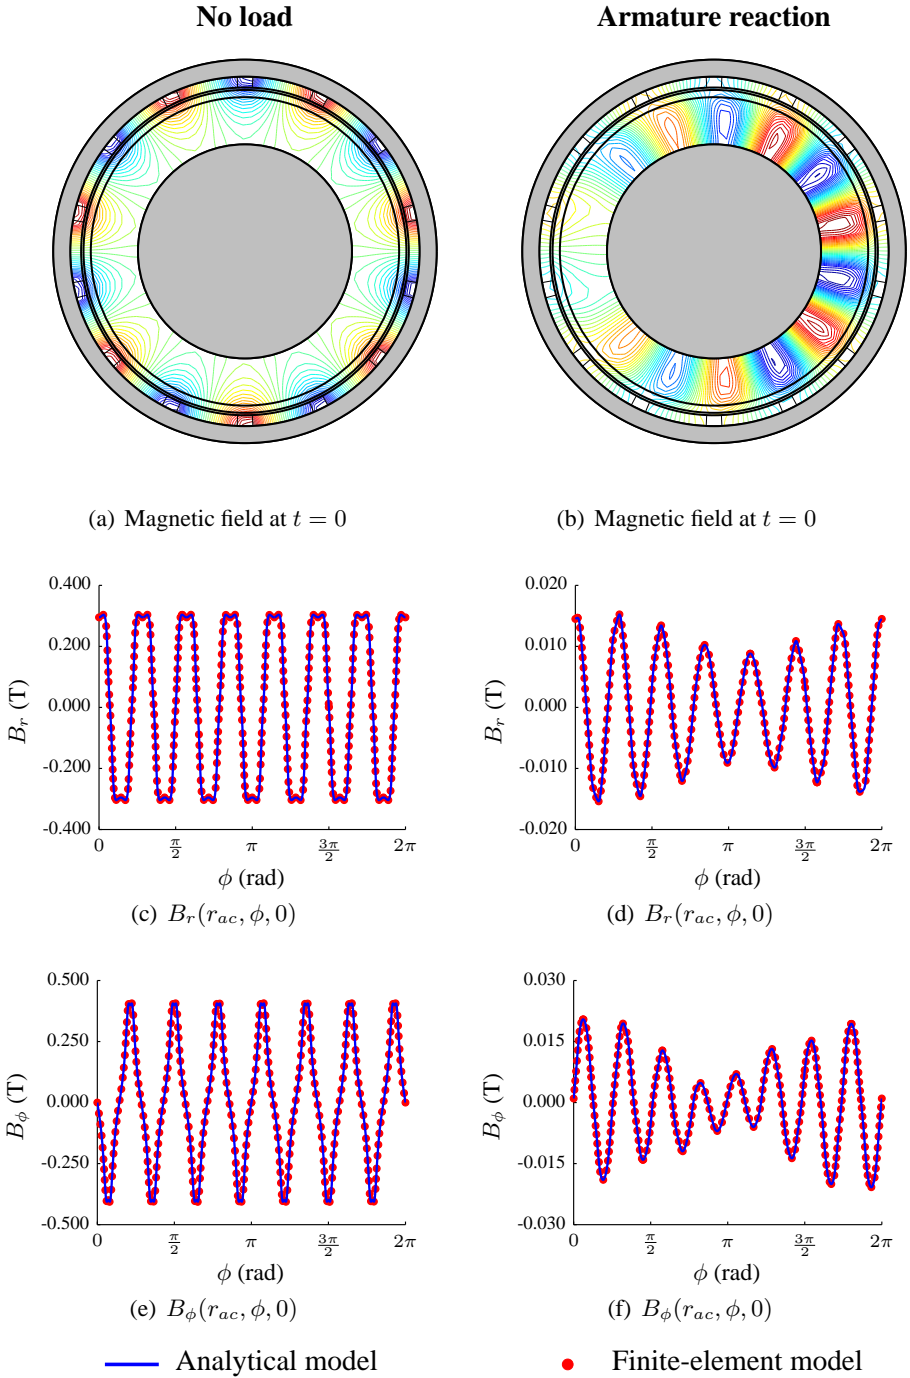 No load
Armature reaction
(a) Magnetic field at t = 0
(b) Magnetic field at t = 0
0.400
0.200
0.000
-0.200
-0.400
B_r (T)
0
π/2
π
3π/2
2π
ϕ (rad)
(c) B_r(r_ac, ϕ, 0)
0.020
0.010
0.000
-0.010
-0.020
B_r (T)
0
π/2
π
3π/2
2π
ϕ (rad)
(d) B_r(r_ac, ϕ, 0)
0.500
0.250
0.000
-0.250
-0.500
B_ϕ (T)
0
π/2
π
3π/2
2π
ϕ (rad)
(e) B_ϕ(r_ac, ϕ, 0)
0.030
0.015
0.000
-0.015
-0.030
B_ϕ (T)
0
π/2
π
3π/2
2π
ϕ (rad)
(f) B_ϕ(r_ac, ϕ, 0)
Analytical model
Finite-element model